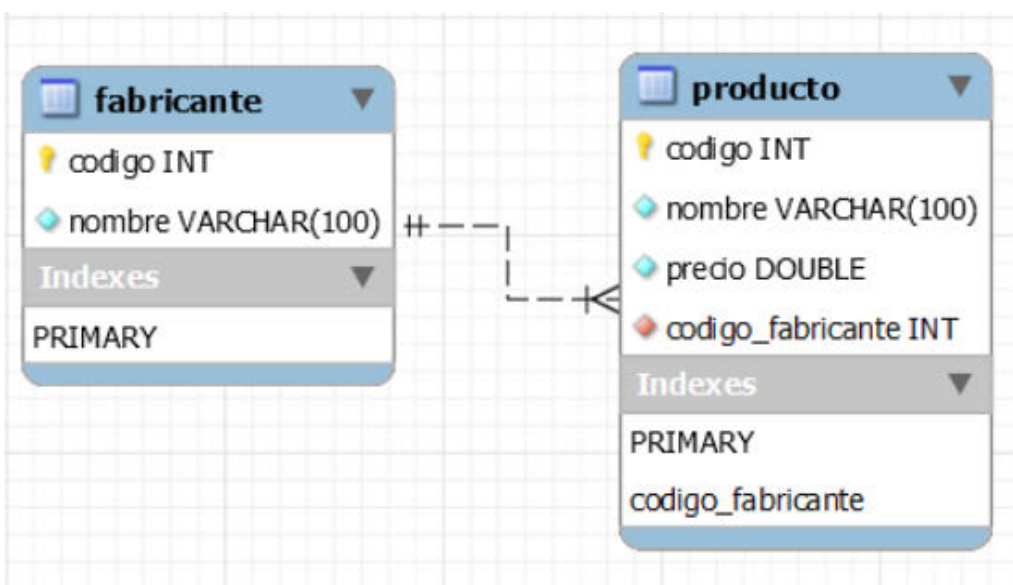 fabricante
codigo INT
nombre VARCHAR(100)
Indexes
PRIMARY
producto
codigo INT
nombre VARCHAR(100)
precio DOUBLE
codigo_fabricante INT
Indexes
PRIMARY
codigo_fabricante